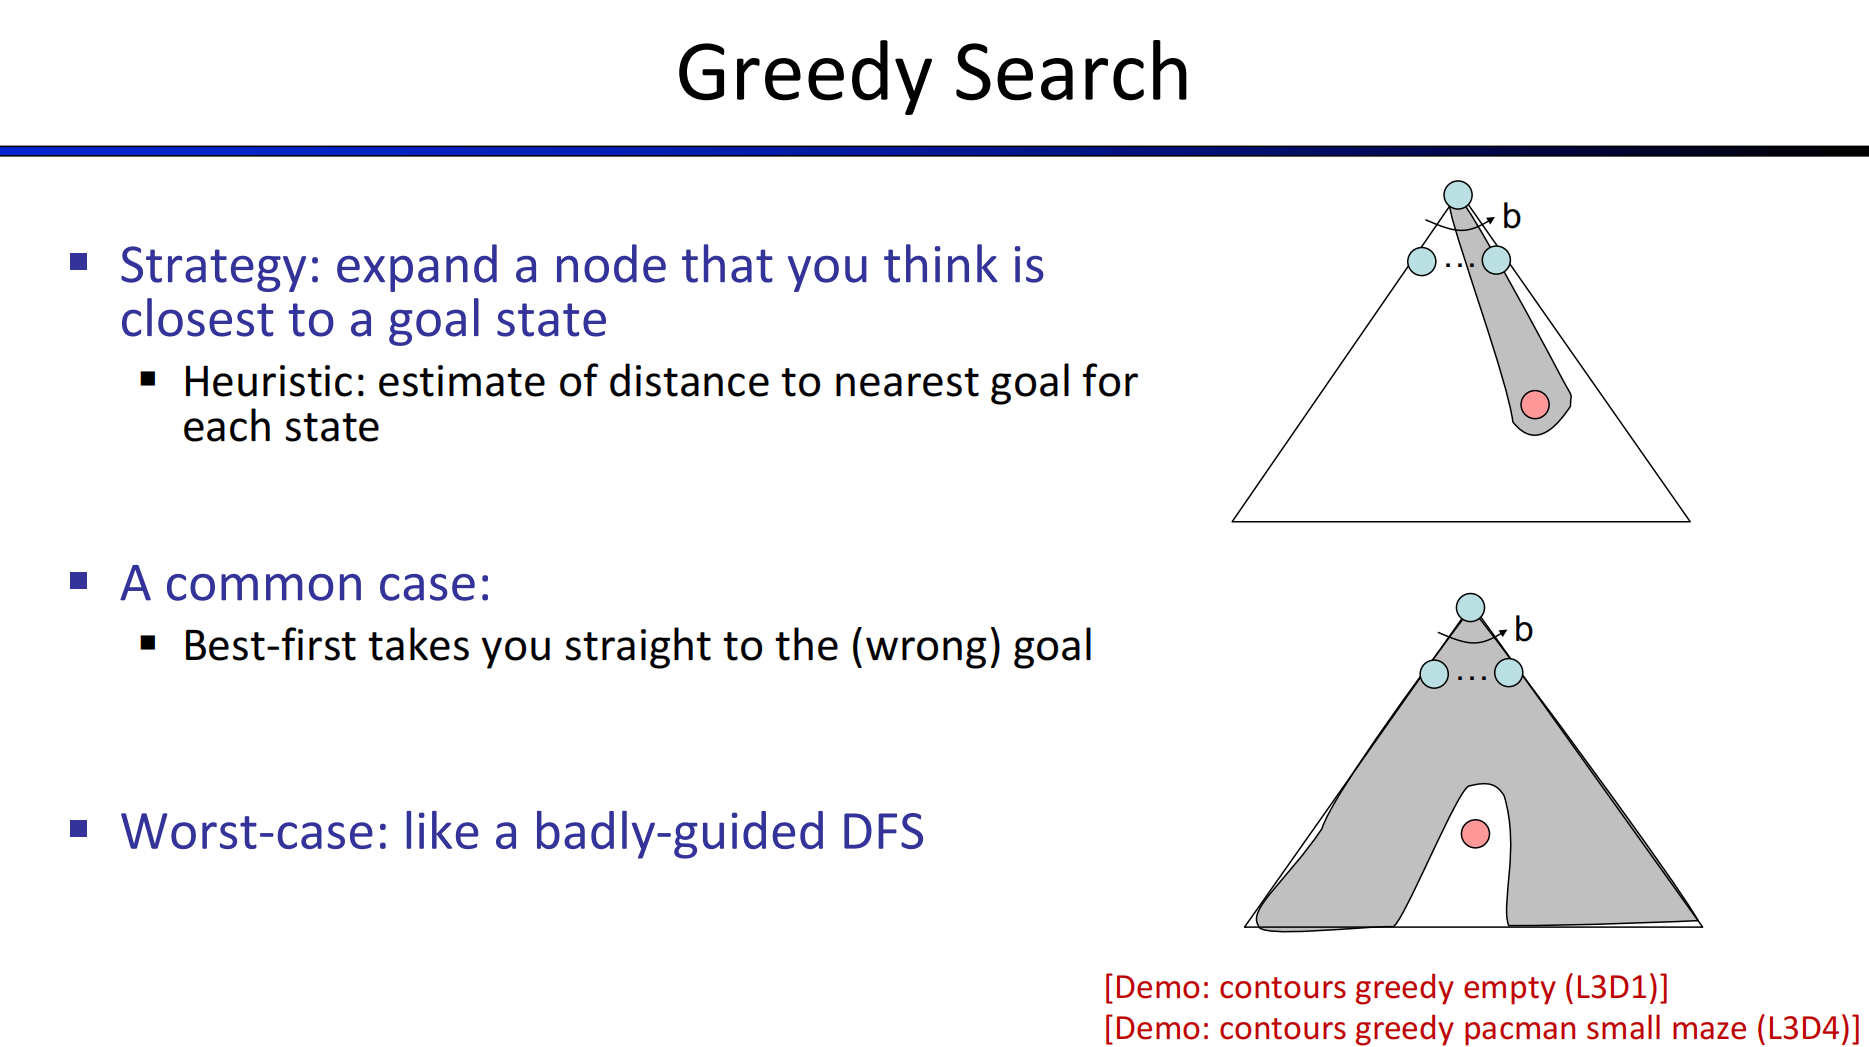 Greedy Search
▪ Strategy: expand a node that you think is
closest to a goal state
▪ Heuristic: estimate of distance to nearest goal for
each state
▪ A common case:
▪ Best-first takes you straight to the (wrong) goal
▪ Worst-case: like a badly-guided DFS
b
…
b
…
[Demo: contours greedy empty (L3D1)]
[Demo: contours greedy pacman small maze (L3D4)]